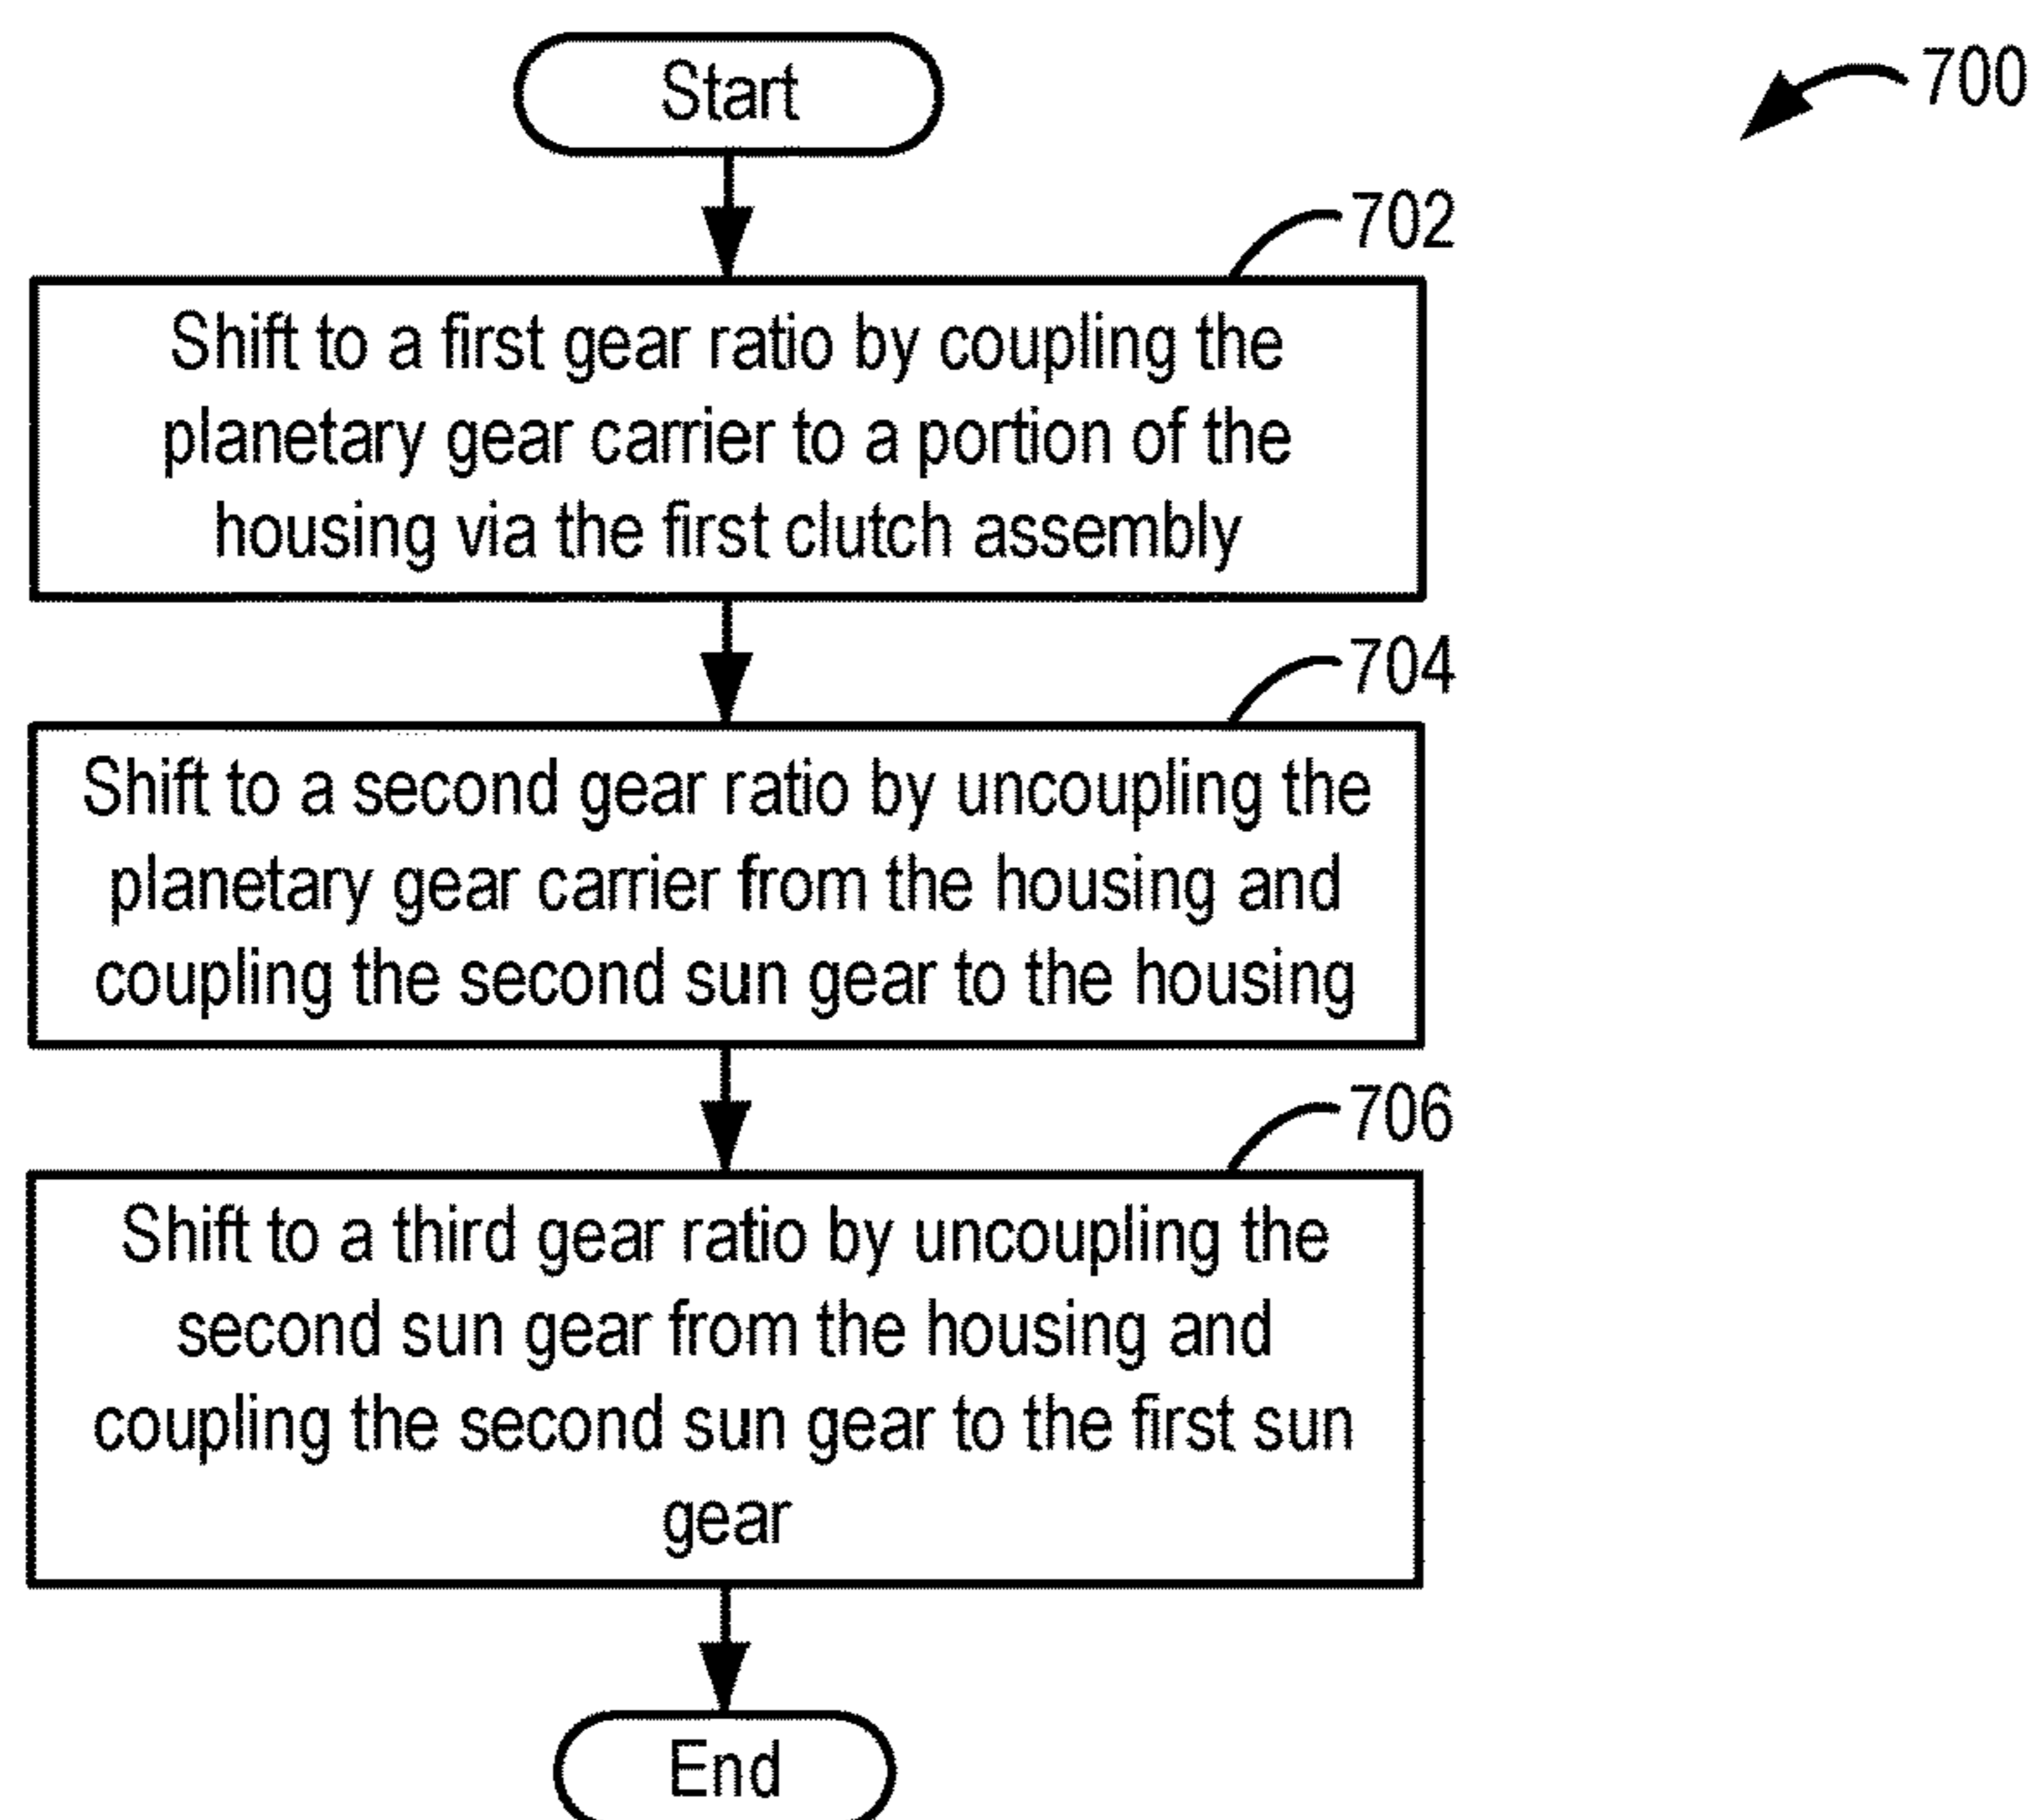 Start
700
702
Shift to a first gear ratio by coupling the
planetary gear carrier to a portion of the
housing via the first clutch assembly
704
Shift to a second gear ratio by uncoupling the
planetary gear carrier from the housing and
coupling the second sun gear to the housing
706
Shift to a third gear ratio by uncoupling the
second sun gear from the housing and
coupling the second sun gear to the first sun
gear
End